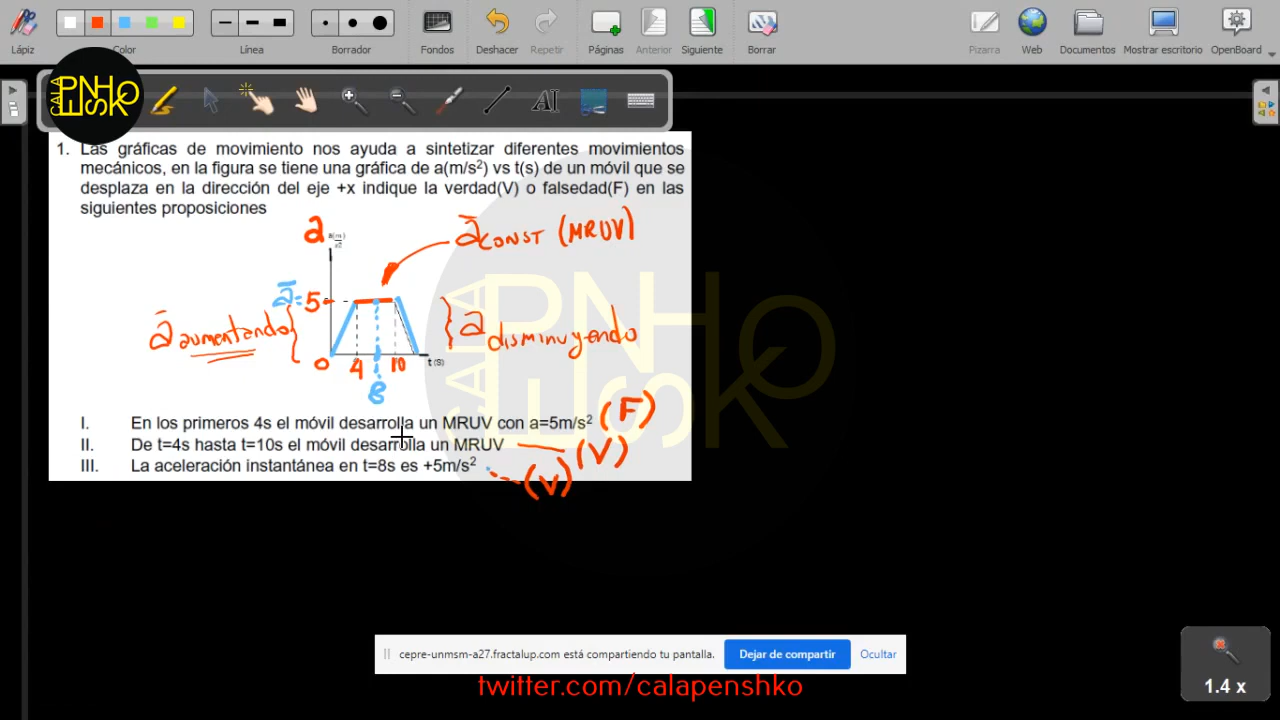 Lápiz
Color
Línea
Borrador
Fondos
Deshacer
Repetir
Páginas
Anterior
Siguiente
Borrar
Pizarra
Web
Documentos
Mostrar escritorio
OpenBoard
CALA
PENSHKO
1. Las gráficas de movimiento nos ayuda a sintetizar diferentes movimientos
mecánicos, en la figura se tiene una gráfica de a(m/s²) vs t(s) de un móvil que se
desplaza en la dirección del eje +x indique la verdad(V) o falsedad(F) en las
siguientes proposiciones
a
a CONST (MRUV)
a = 5
a aumentando
a disminuyendo
0 4 10 t (S)
8
I. En los primeros 4s el móvil desarrolla un MRUV con a=5m/s² (F)
II. De t=4s hasta t=10s el móvil desarrolla un MRUV (V)
III. La aceleración instantánea en t=8s es +5m/s² (V)
cepre-unmsm-a27.fractalup.com está compartiendo tu pantalla.
Dejar de compartir
Ocultar
1.4 x
twitter.com/calapenshko